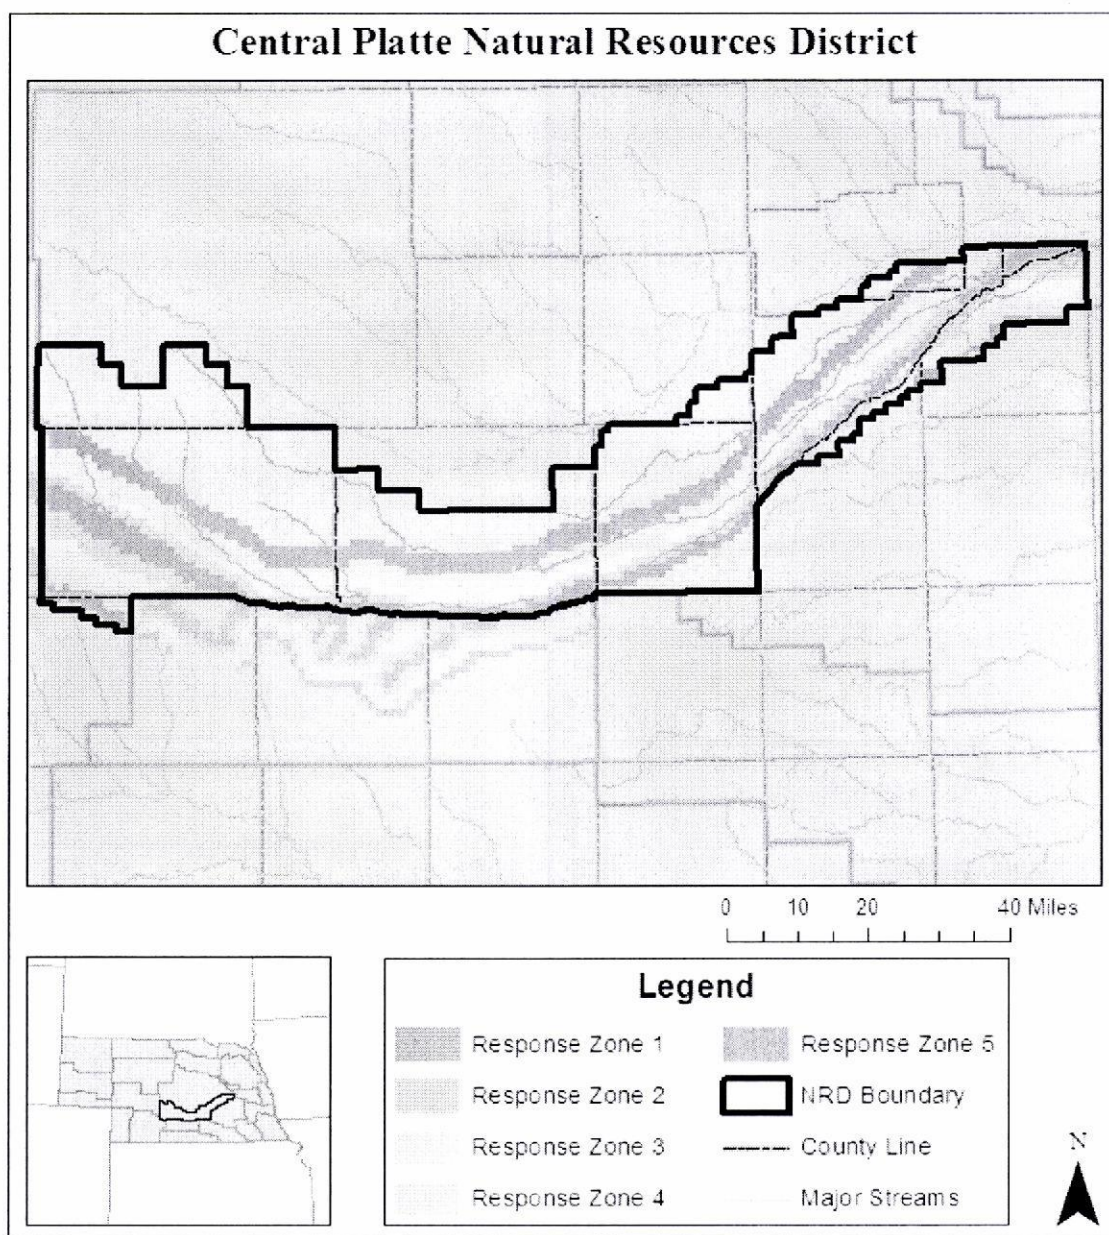 Central Platte Natural Resources District
0 10 20 40 Miles
Legend
Response Zone 1
Response Zone 2
Response Zone 3
Response Zone 4
Response Zone 5
NRD Boundary
County Line
Major Streams
N